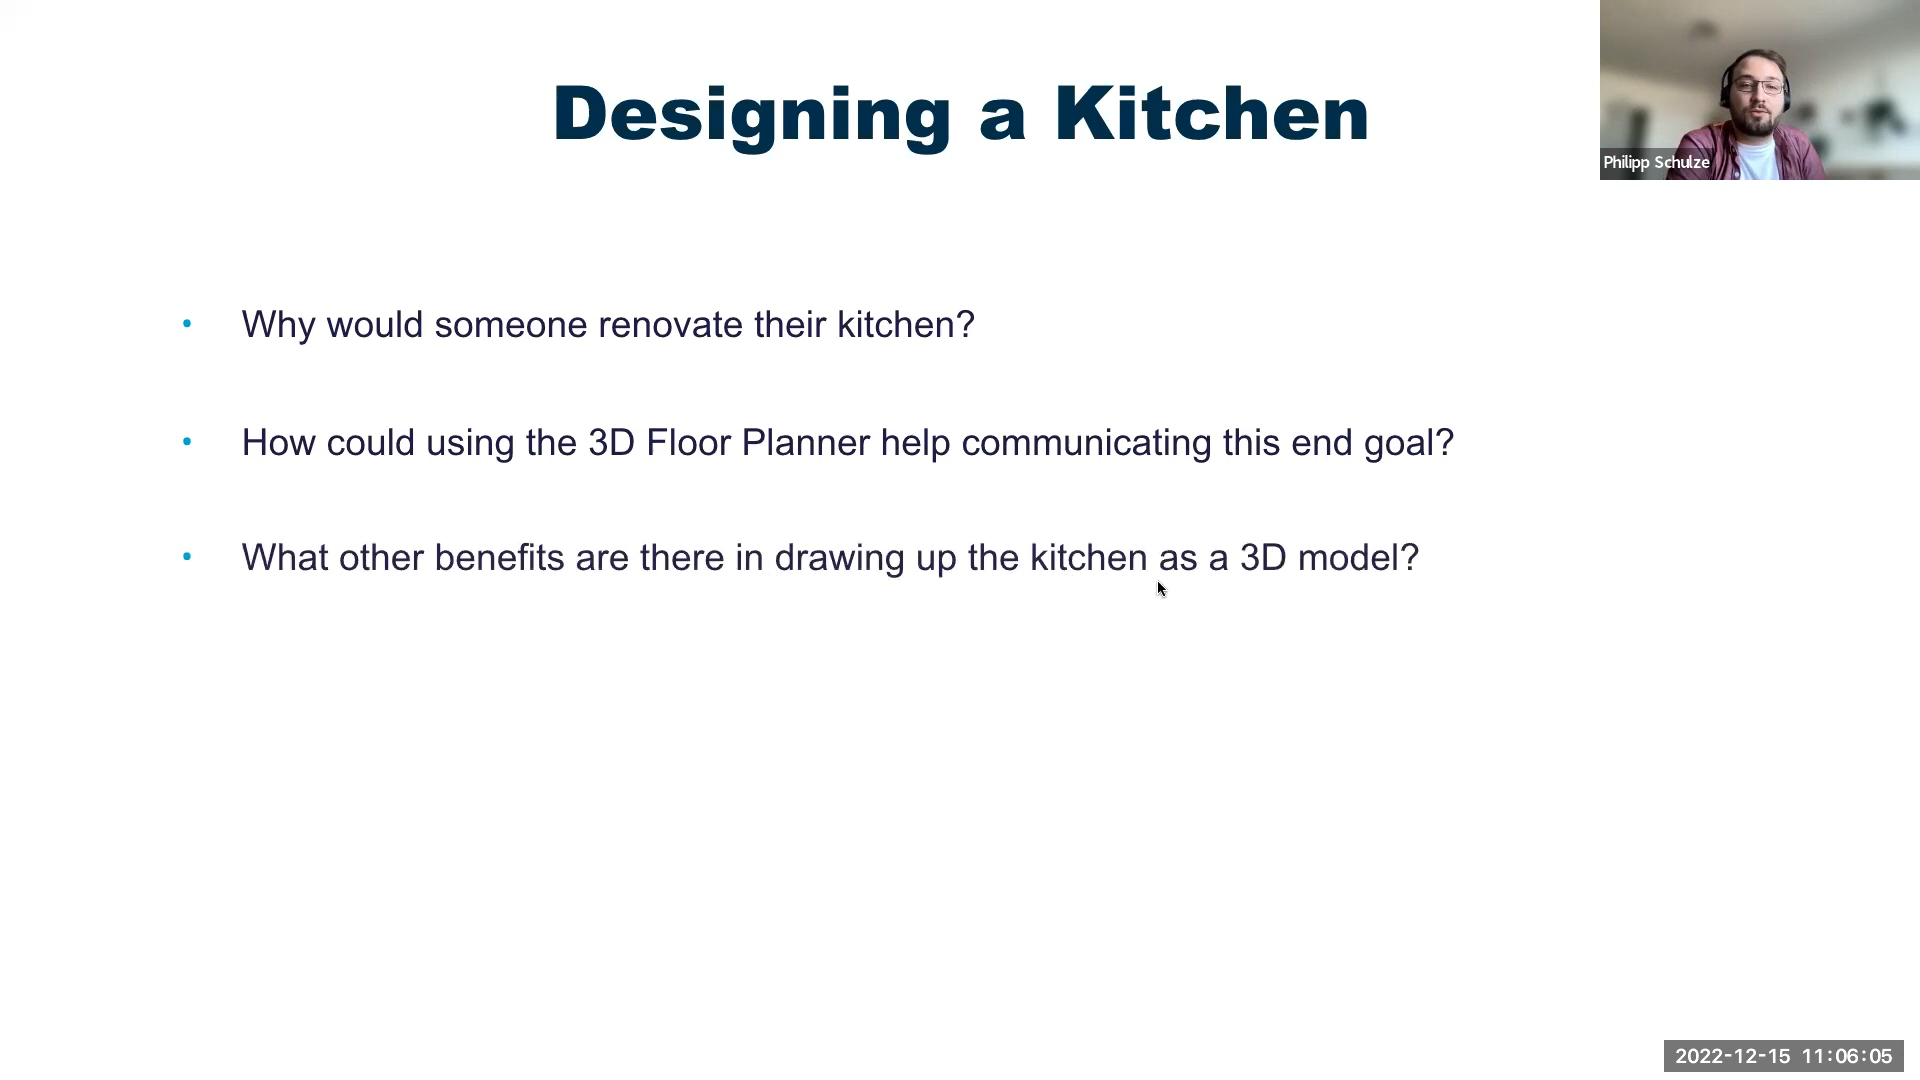 Designing a Kitchen
Philipp Schulze
• Why would someone renovate their kitchen?
• How could using the 3D Floor Planner help communicating this end goal?
• What other benefits are there in drawing up the kitchen as a 3D model?
2022-12-15 11:06:05